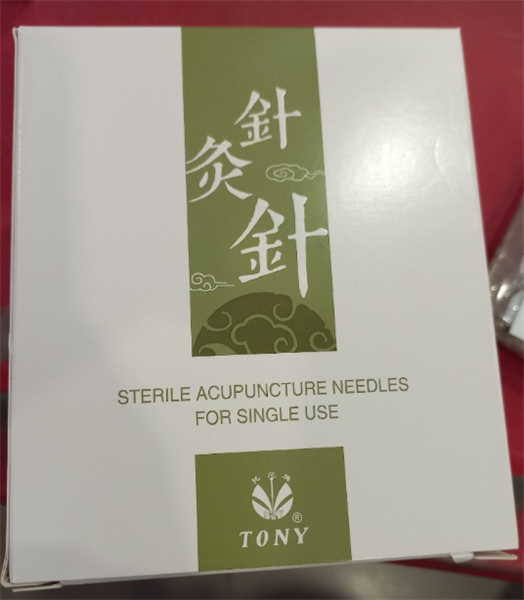 針
灸
針
STERILE ACUPUNCTURE NEEDLES
FOR SINGLE USE
®
TONY